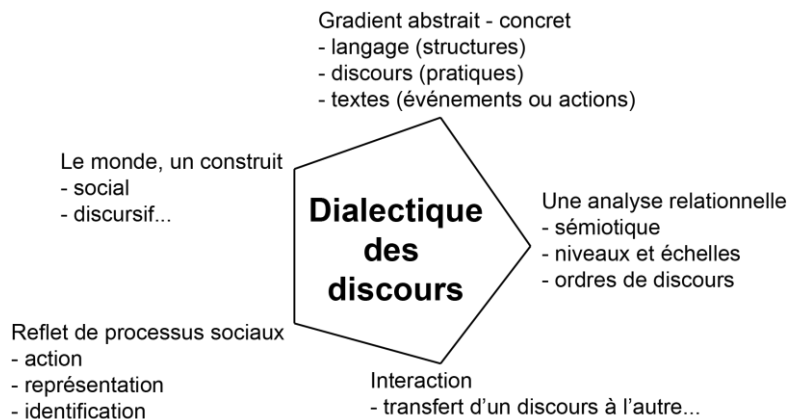 Gradient abstrait - concret
- langage (structures)
- discours (pratiques)
- textes (événements ou actions)
Le monde, un construit
- social
- discursif...
Dialectique
des
discours
Une analyse relationnelle
- sémiotique
- niveaux et échelles
- ordres de discours
Reflet de processus sociaux
- action
- représentation
- identification
Interaction
- transfert d'un discours à l'autre...